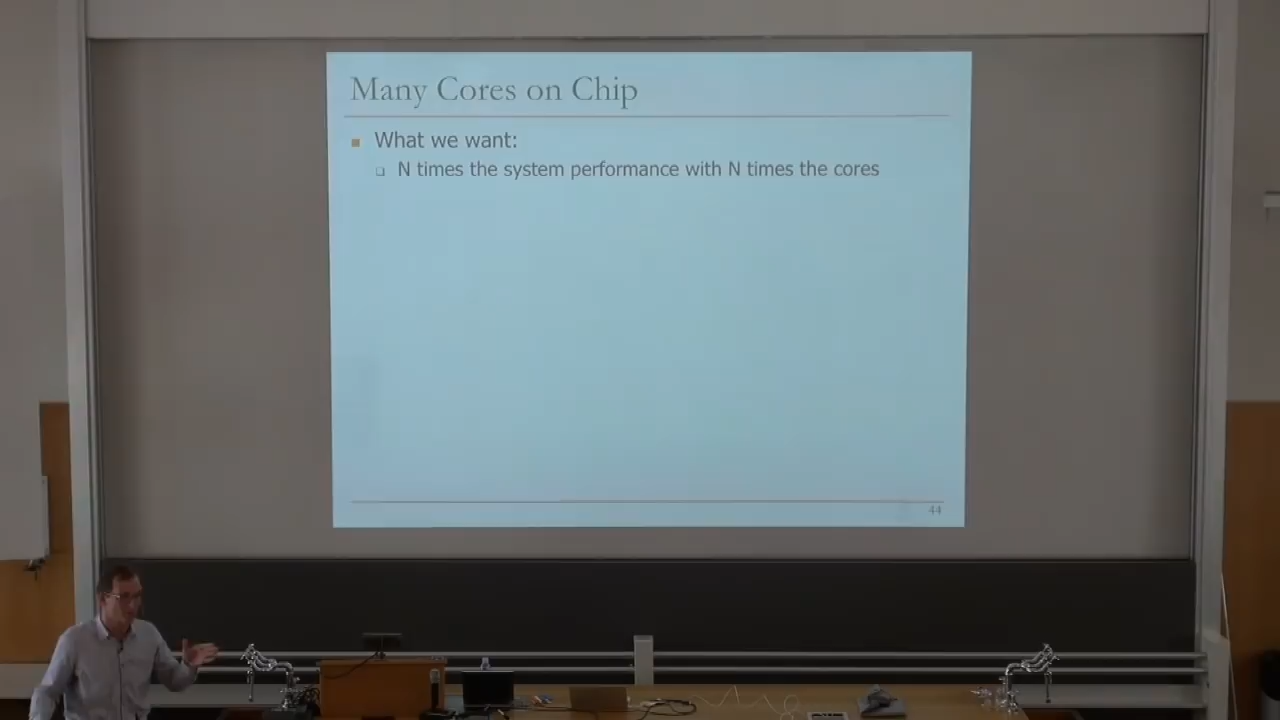 Many Cores on Chip
What we want:
N times the system performance with N times the cores
44